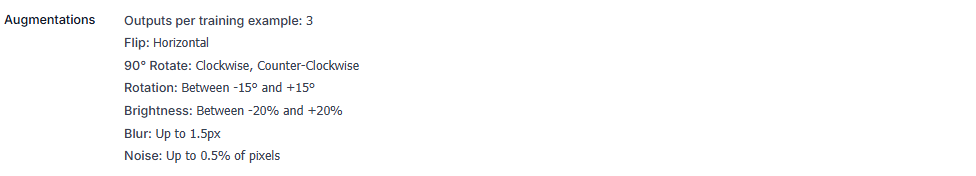 Augmentations
Outputs per training example: 3
Flip: Horizontal
90° Rotate: Clockwise, Counter-Clockwise
Rotation: Between -15° and +15°
Brightness: Between -20% and +20%
Blur: Up to 1.5px
Noise: Up to 0.5% of pixels